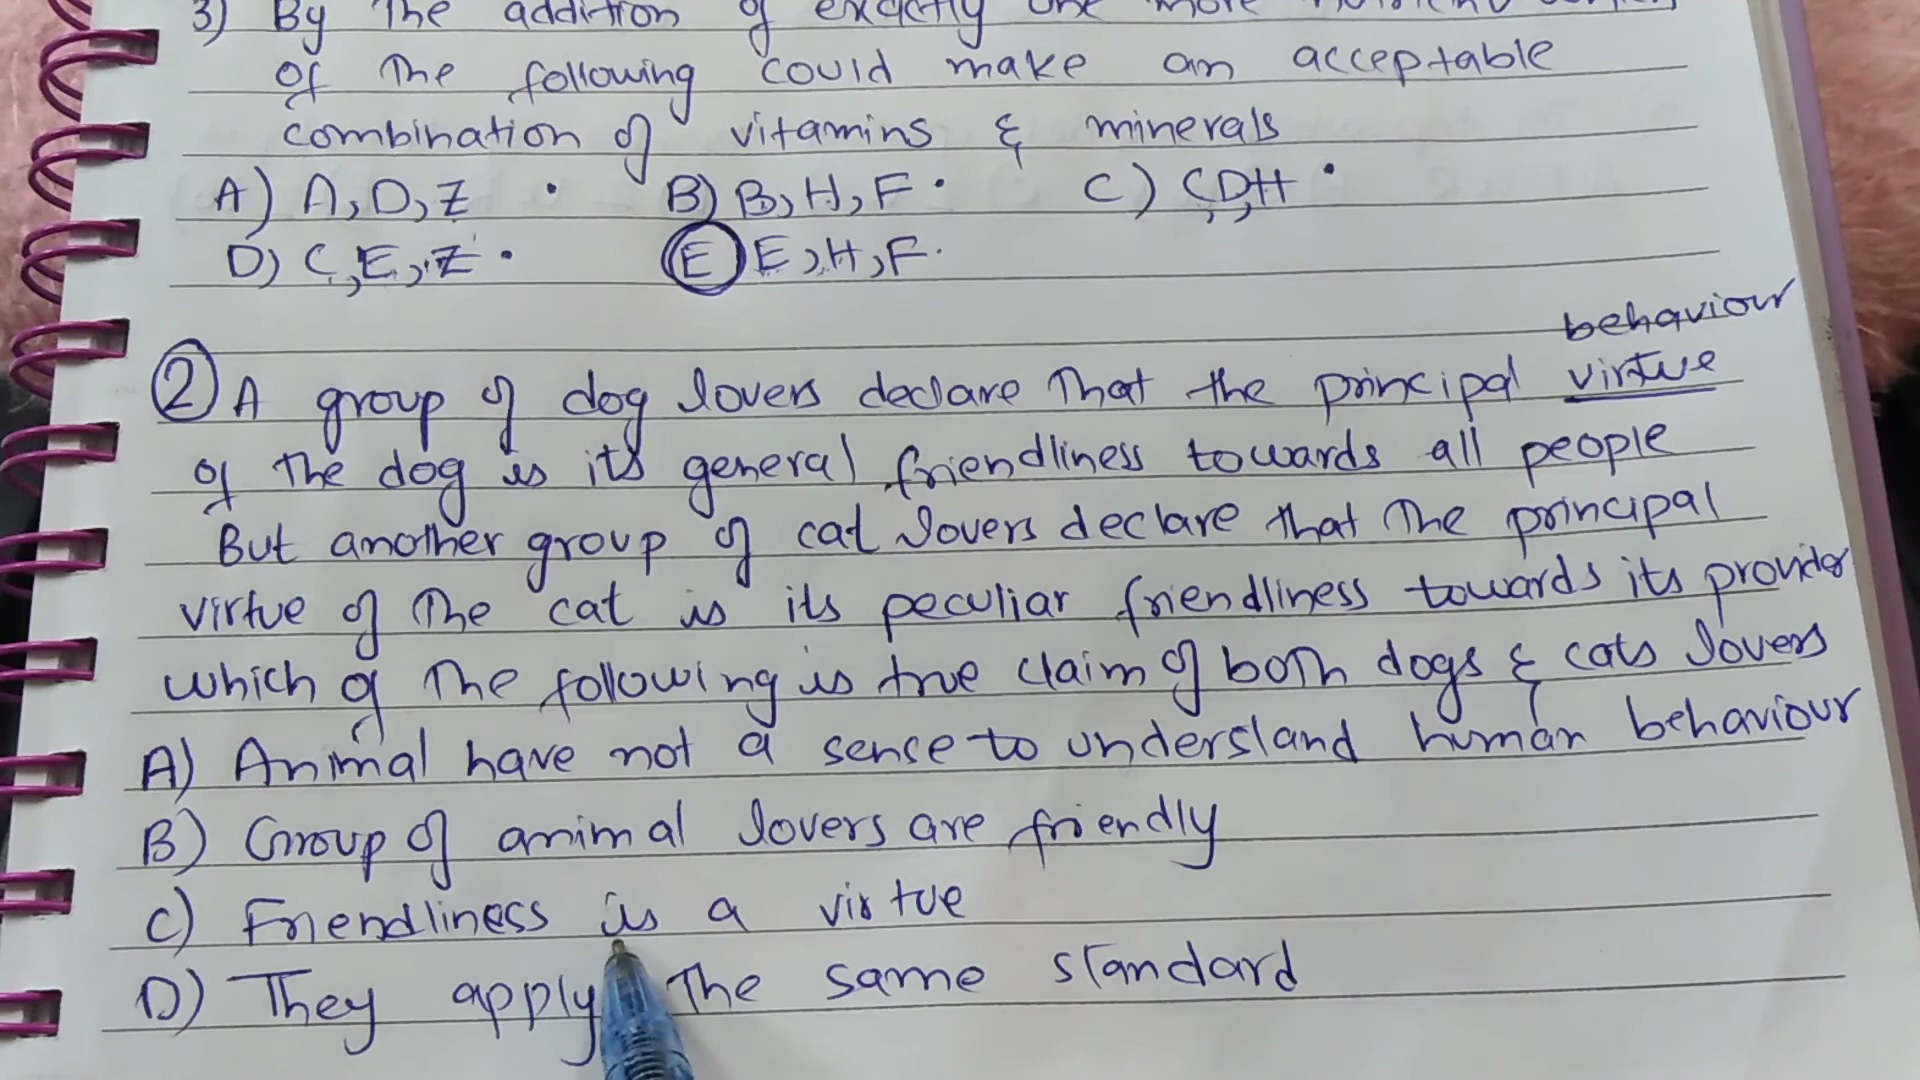 3) By the addition of exactly one more
of the following could make an acceptable
combination of vitamins & minerals
A) A, D, Z B) B, H, F C) C, D, H
D) C, E, Z E E, H, F.
behaviour
2 A group of dog lovers declare that the principal virtue
of the dog is its general friendliness towards all people
But another group of cat lovers declare that the principal
virtue of the cat is its peculiar friendliness towards its provider
which of the following is true claim of both dogs & cats lovers
A) Animal have not a sense to understand human behaviour
B) Group of animal lovers are friendly
C) Friendliness is a virtue
D) They apply the same standard